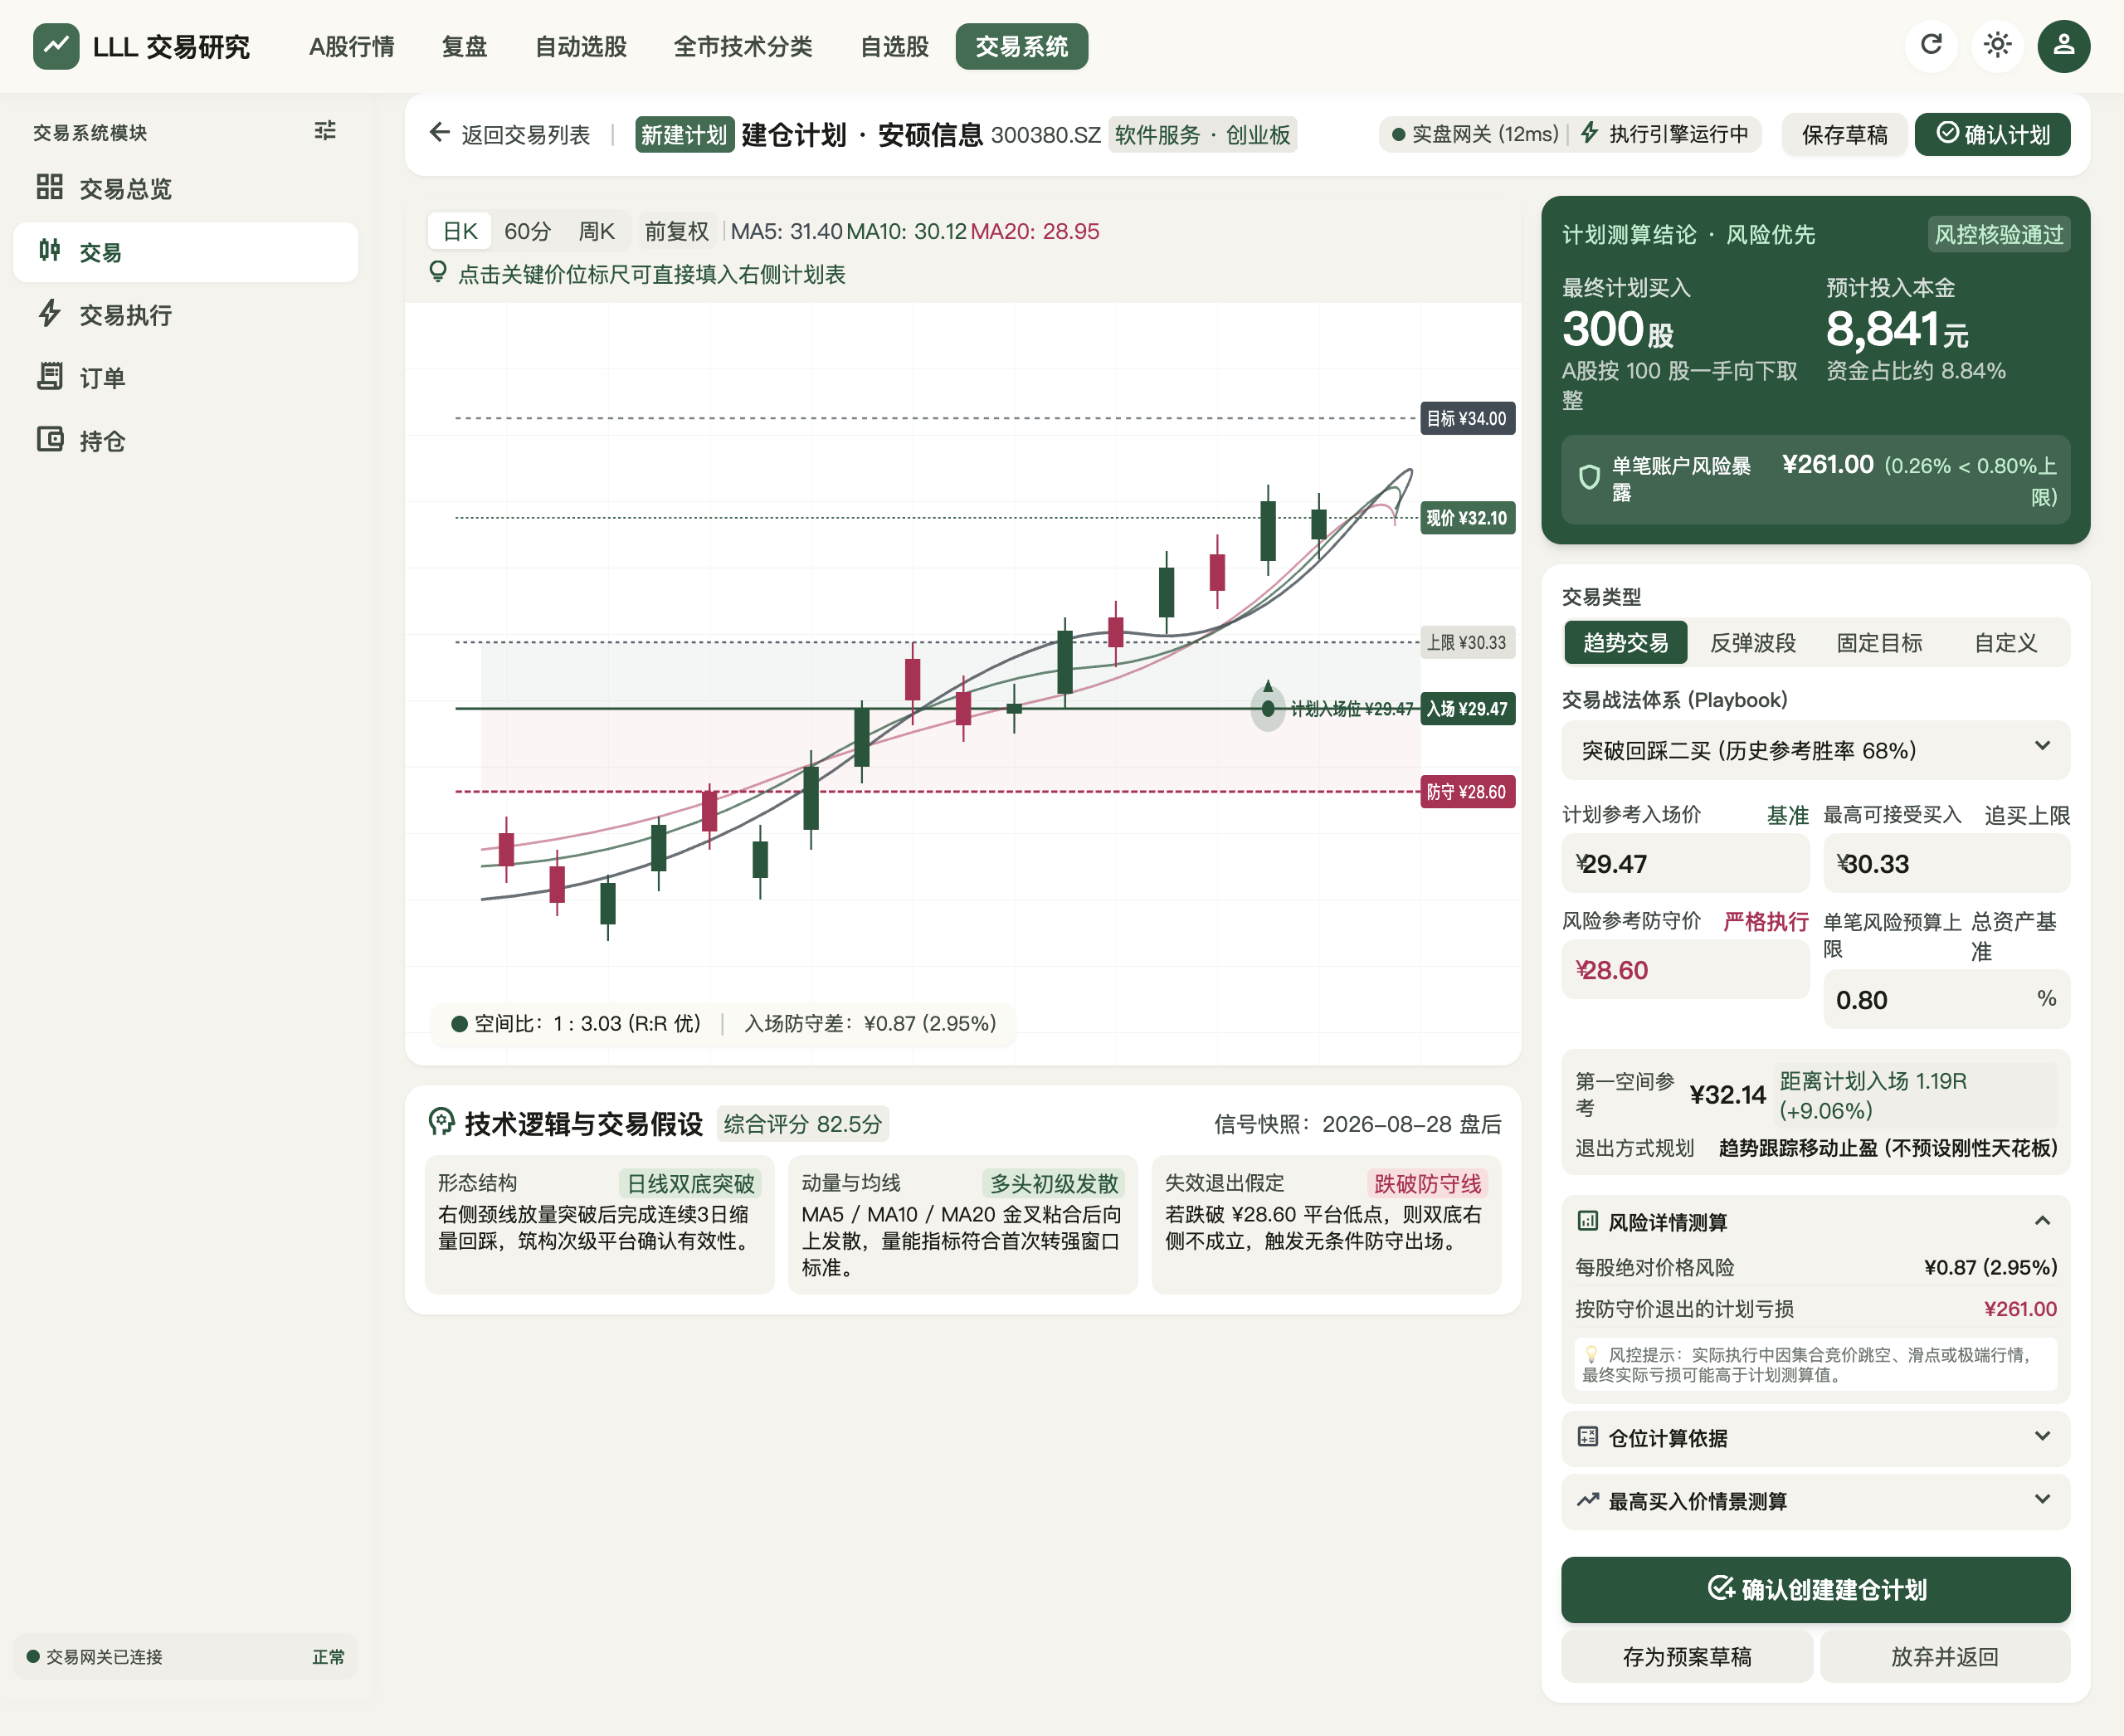 LLL 交易研究
A股行情
复盘
自动选股
全市技术分类
自选股
交易系统
交易系统模块
交易总览
交易
交易执行
订单
持仓
交易网关已连接
正常
返回交易列表
新建计划
建仓计划 · 安硕信息
300380.SZ
软件服务 · 创业板
实盘网关 (12ms)
执行引擎运行中
保存草稿
确认计划
日K
60分
周K
前复权
MA5: 31.40
MA10: 30.12
MA20: 28.95
点击关键价位标尺可直接填入右侧计划表
目标 ¥34.00
现价 ¥32.10
上限 ¥30.33
计划入场位 ¥29.47
入场 ¥29.47
防守 ¥28.60
空间比: 1 : 3.03 (R:R 优)
入场防守差: ¥0.87 (2.95%)
技术逻辑与交易假设
综合评分 82.5分
信号快照: 2026-08-28 盘后
形态结构
日线双底突破
右侧颈线放量突破后完成连续3日缩
量回踩，筑构次级平台确认有效性。
动量与均线
多头初级发散
MA5 / MA10 / MA20 金叉粘合后向
上发散，量能指标符合首次转强窗口
标准。
失效退出假定
跌破防守线
若跌破 ¥28.60 平台低点，则双底右
侧不成立，触发无条件防守出场。
计划测算结论 · 风险优先
风控核验通过
最终计划买入
300股
A股按 100 股一手向下取
整
预计投入本金
8,841元
资金占比约 8.84%
单笔账户风险暴
露
¥261.00 (0.26% < 0.80%上
限)
交易类型
趋势交易
反弹波段
固定目标
自定义
交易战法体系 (Playbook)
突破回踩二买 (历史参考胜率 68%)
计划参考入场价
基准
¥29.47
最高可接受买入
追买上限
¥30.33
风险参考防守价
严格执行
¥28.60
单笔风险预算上
限
总资产基
准
0.80
%
第一空间参
考
¥32.14
距离计划入场 1.19R
(+9.06%)
退出方式规划
趋势跟踪移动止盈 (不预设刚性天花板)
风险详情测算
每股绝对价格风险
¥0.87 (2.95%)
按防守价退出的计划亏损
¥261.00
💡 风控提示：实际执行中因集合竞价跳空、滑点或极端行情，
最终实际亏损可能高于计划测算值。
仓位计算依据
最高买入价情景测算
确认创建建仓计划
存为预案草稿
放弃并返回